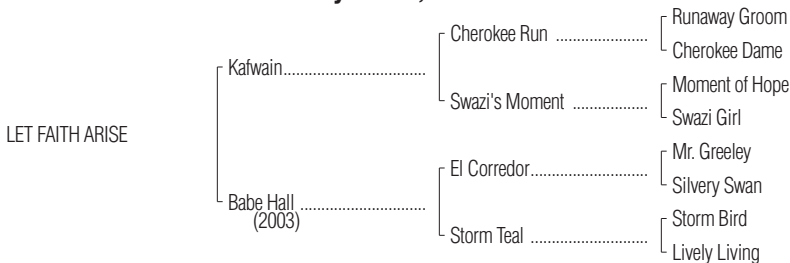 Runaway Groom
Cherokee Run ..................
Cherokee Dame
Kafwain..................................
Moment of Hope
Swazi's Moment ..................
Swazi Girl
LET FAITH ARISE
Mr. Greeley
El Corredor............................
Silvery Swan
Babe Hall ..............................
(2003)
Storm Bird
Storm Teal ............................
Lively Living